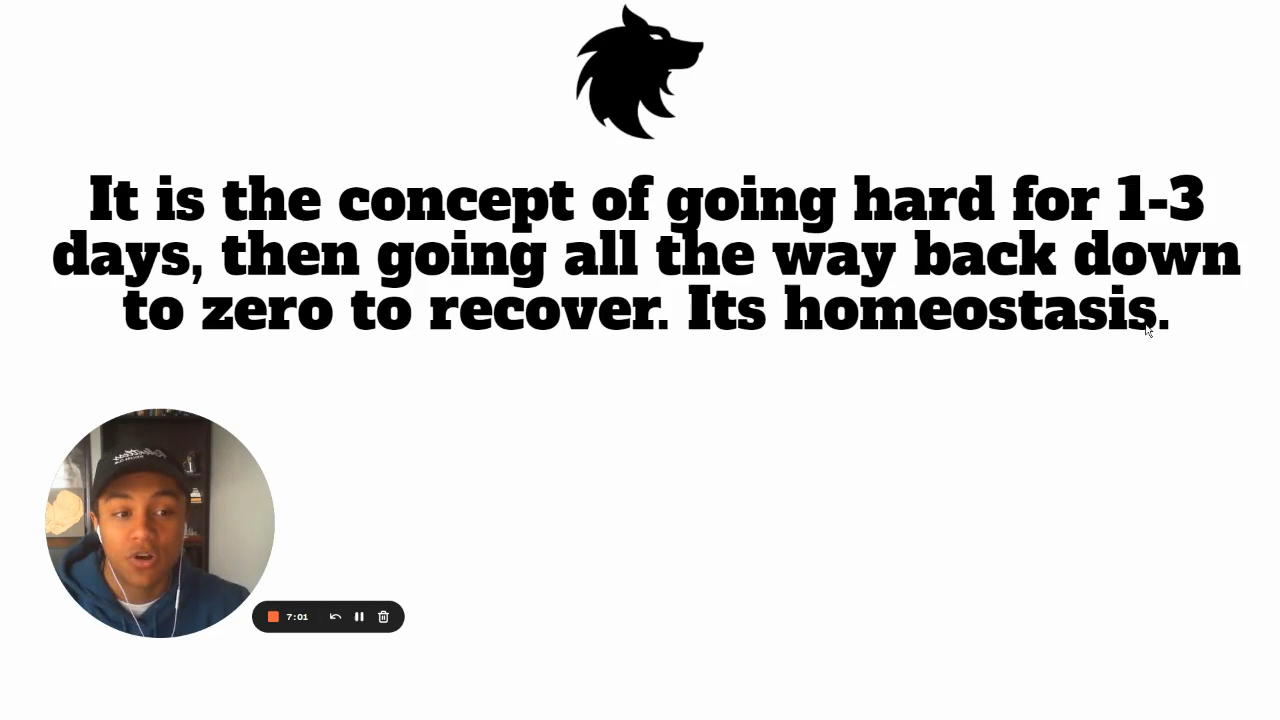 It is the concept of going hard for 1-3
days, then going all the way back down
to zero to recover. Its homeostasis.
7:01